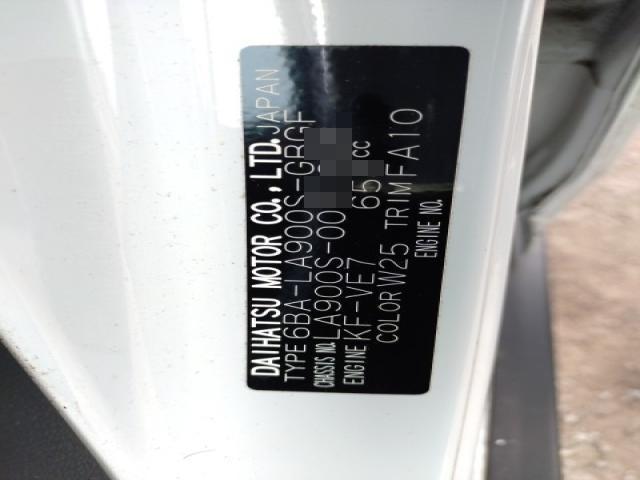 DAIHATSU MOTOR CO., LTD. JAPAN
TYPE 6BA-LA900S-GBGF
CHASSIS NO. LA900S-00
ENGINE KF-VE7 65 cc
COLOR W25 TRIM FA10
ENGINE NO.